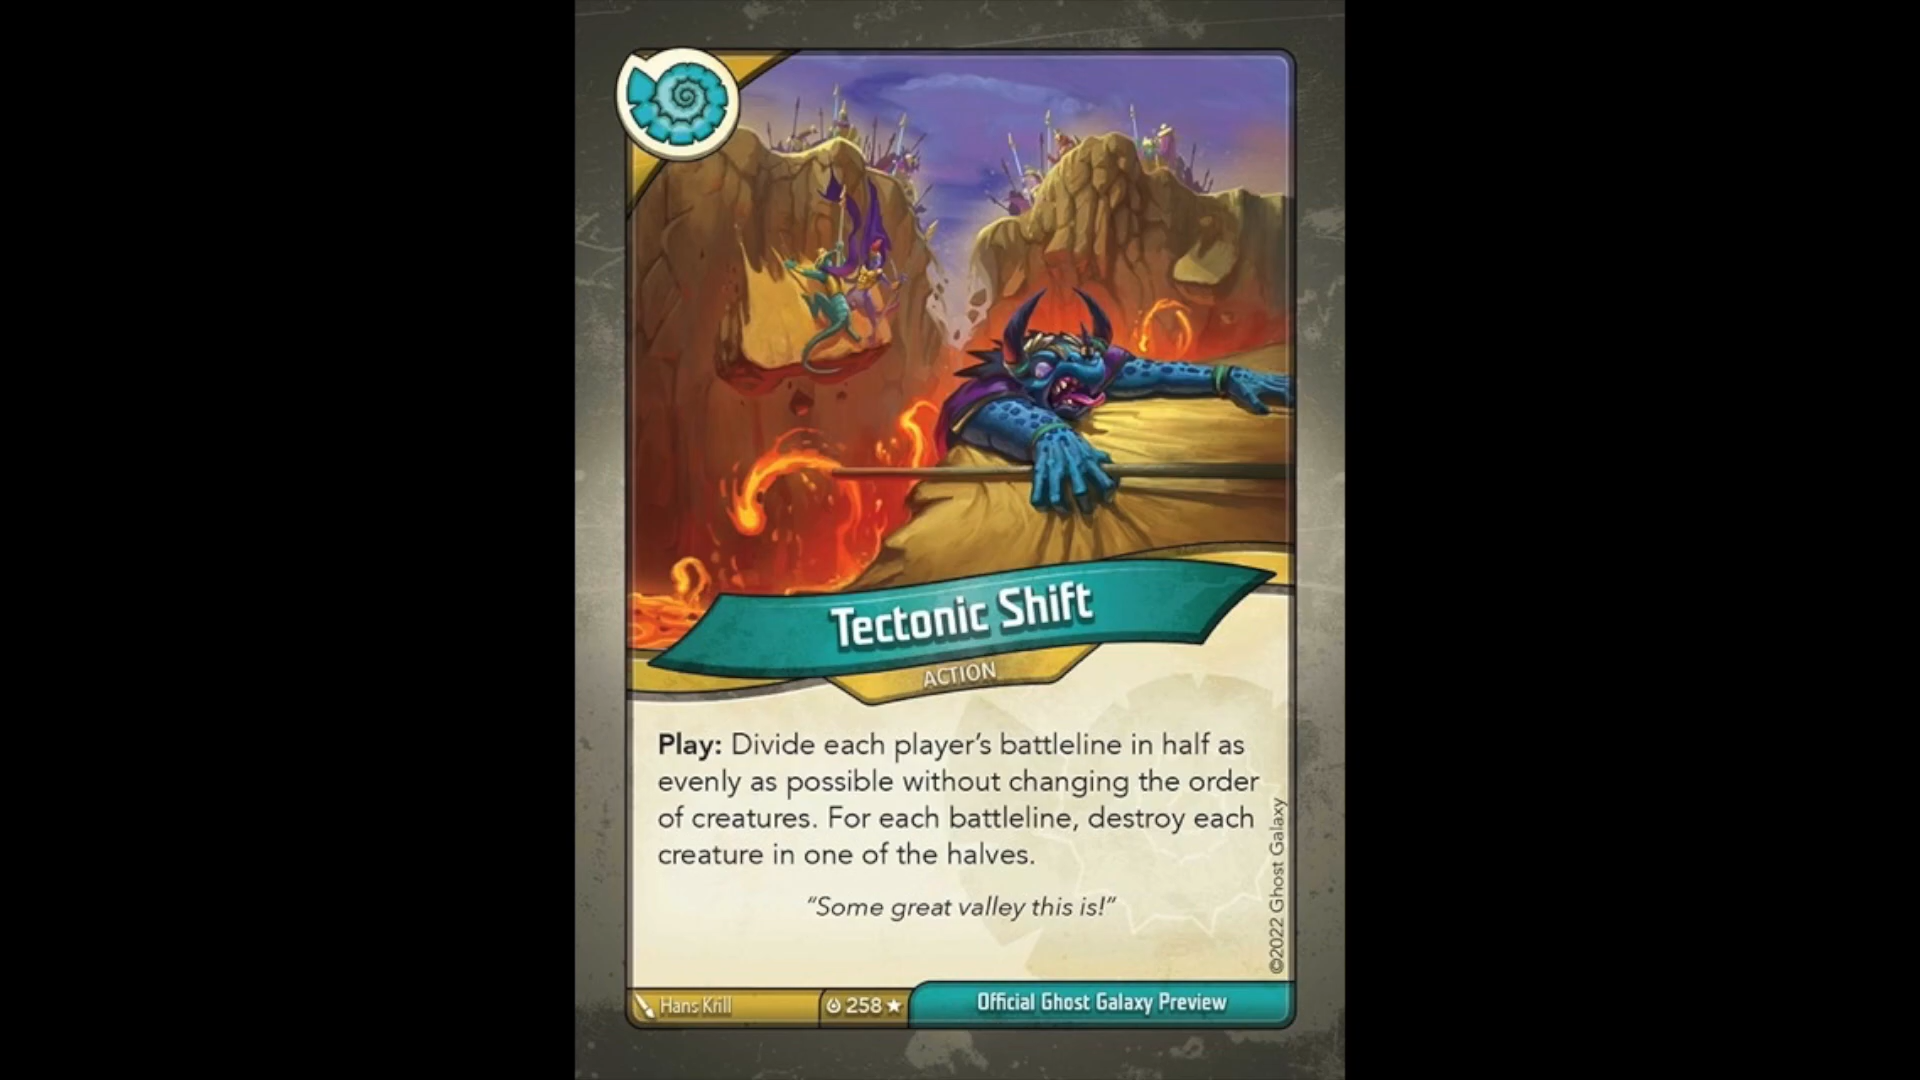 Tectonic Shift
ACTION
Play: Divide each player's battleline in half as
evenly as possible without changing the order
of creatures. For each battleline, destroy each
creature in one of the halves.
"Some great valley this is!"
©2022 Ghost Galaxy
Hans Krill
258
Official Ghost Galaxy Preview